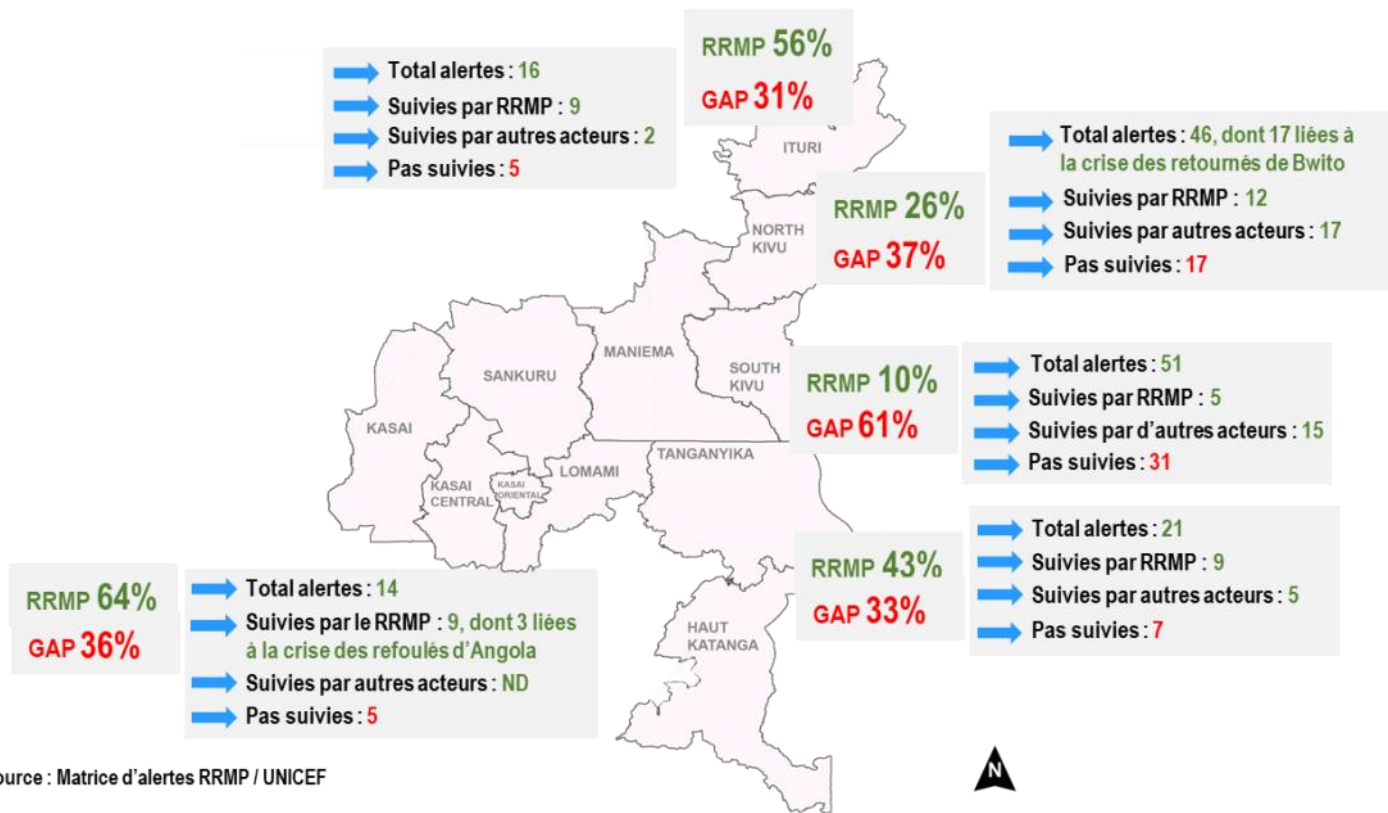 RRMP 56%
GAP 31%
Total alertes : 16
Suivies par RRMP : 9
Suivies par autres acteurs : 2
Pas suivies : 5
ITURI
RRMP 26%
GAP 37%
Total alertes : 46, dont 17 liées à
la crise des retournés de Bwito
Suivies par RRMP : 12
Suivies par autres acteurs : 17
Pas suivies : 17
NORTH
KIVU
MANIEMA
SOUTH
KIVU
SANKURU
KASAI
RRMP 10%
GAP 61%
Total alertes : 51
Suivies par RRMP : 5
Suivies par d'autres acteurs : 15
Pas suivies : 31
TANGANYIKA
LOMAMI
KASAI
CENTRAL
KASAI
ORIENTAL
RRMP 43%
GAP 33%
Total alertes : 21
Suivies par RRMP : 9
Suivies par autres acteurs : 5
Pas suivies : 7
HAUT
KATANGA
RRMP 64%
GAP 36%
Total alertes : 14
Suivies par le RRMP : 9, dont 3 liées
à la crise des refoulés d'Angola
Suivies par autres acteurs : ND
Pas suivies : 5
ource : Matrice d'alertes RRMP / UNICEF
N